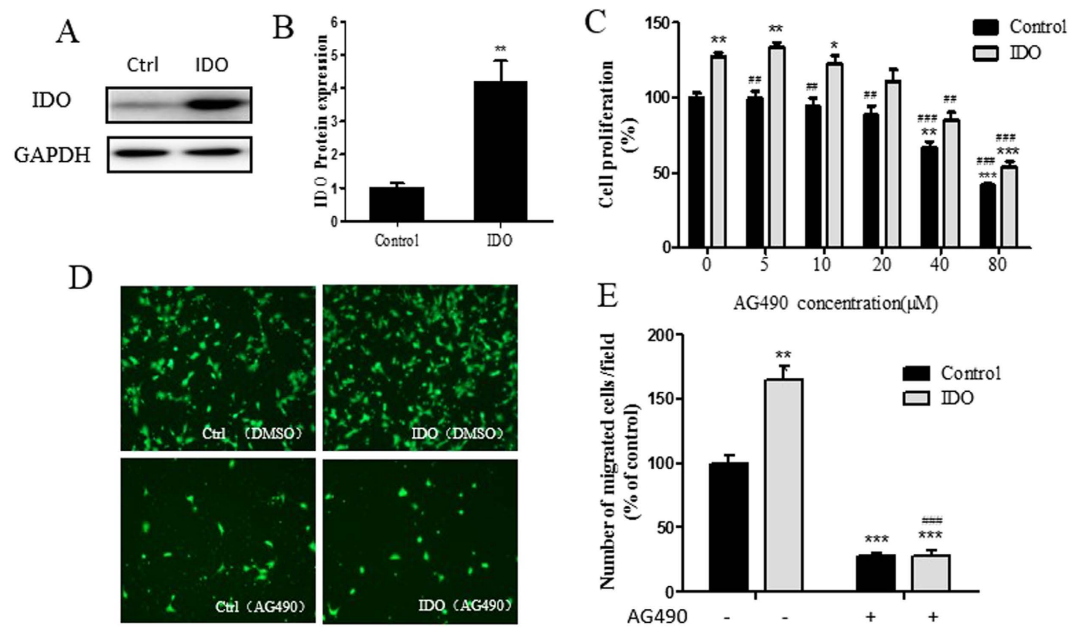 A
Ctrl IDO
IDO
GAPDH
B
IDO Protein expression
6
5
4
3
2
1
0
**
Control IDO
C
Cell proliferation
(%)
150
100
50
0
Control
IDO
** ** *
## ## ## ### ** ## ### *** ### ***
0 5 10 20 40 80
AG490 concentration(μM)
D
Ctrl （DMSO）
IDO（DMSO）
Ctrl（AG490）
IDO（AG490）
E
Number of migrated cells/field
(% of control)
200
150
100
50
0
Control
IDO
**
*** ### ***
AG490 - - + +